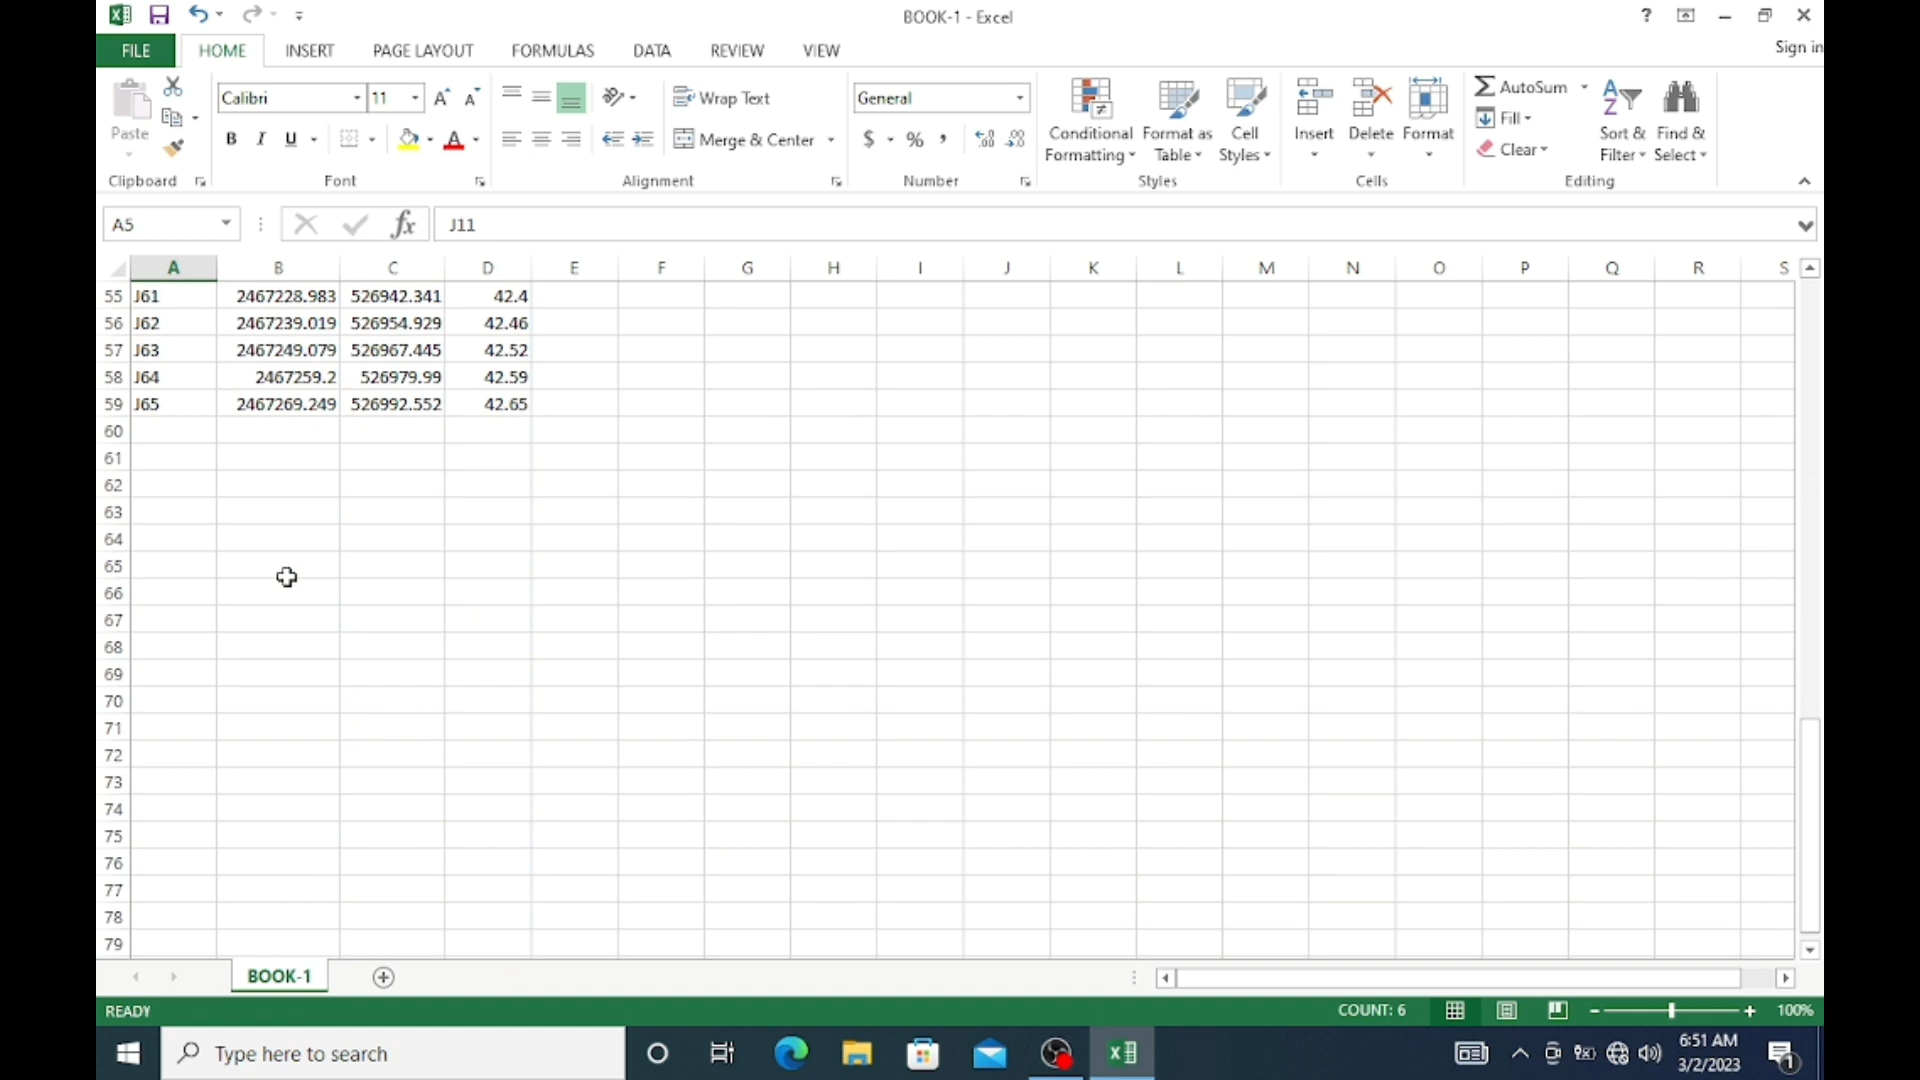 BOOK-1 - Excel
?
FILE HOME INSERT PAGE LAYOUT FORMULAS DATA REVIEW VIEW
Sign in
Paste
Calibri 11
A A
B I U
A
Wrap Text
Merge & Center
General
$ % ,
Conditional Formatting
Format as Table
Cell Styles
Insert
Delete
Format
AutoSum
Fill
Clear
Sort & Filter
Find & Select
Clipboard Font Alignment Number Styles Cells Editing
A5 fx J11
A B C D E F G H I J K L M N O P Q R S
55 J61 2467228.983 526942.341 42.4
56 J62 2467239.019 526954.929 42.46
57 J63 2467249.079 526967.445 42.52
58 J64 2467259.2 526979.99 42.59
59 J65 2467269.249 526992.552 42.65
60
61
62
63
64
65
66
67
68
69
70
71
72
73
74
75
76
77
78
79
BOOK-1
READY COUNT: 6 100%
Type here to search
6:51 AM
3/2/2023
1